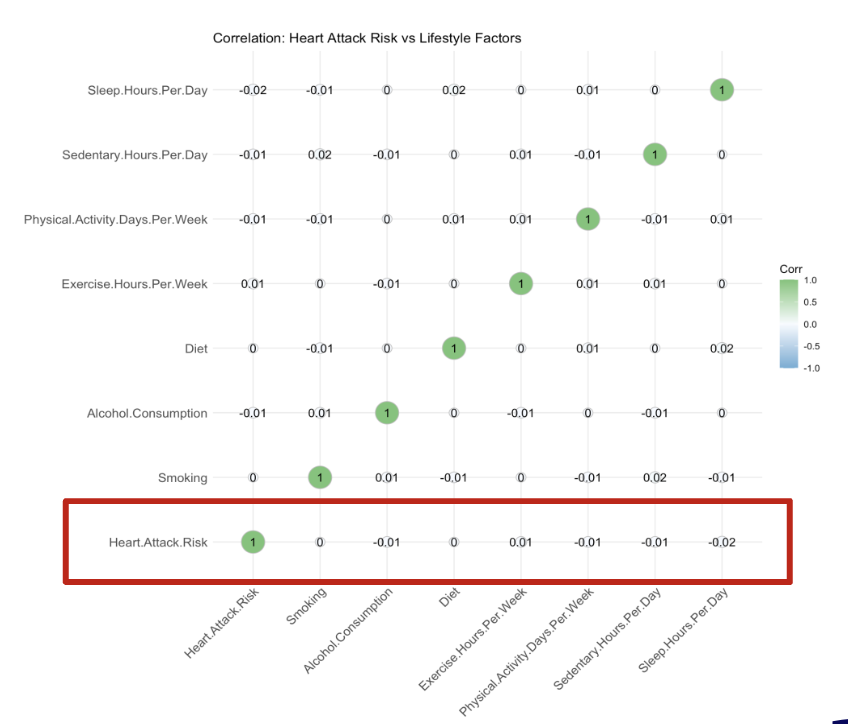 Correlation: Heart Attack Risk vs Lifestyle Factors
Sleep.Hours.Per.Day -0.02 -0.01 0 0.02 0 0.01 0 1
Sedentary.Hours.Per.Day -0.01 0.02 -0.01 0 0.01 -0.01 1 0
Physical.Activity.Days.Per.Week -0.01 -0.01 0 0.01 0.01 1 -0.01 0.01
Exercise.Hours.Per.Week 0.01 0 -0.01 0 1 0.01 0.01 0
Diet 0 -0.01 0 1 0 0.01 0 0.02
Alcohol.Consumption -0.01 0.01 1 0 -0.01 0 -0.01 0
Smoking 0 1 0.01 -0.01 0 -0.01 0.02 -0.01
Heart.Attack.Risk 1 0 -0.01 0 0.01 -0.01 -0.01 -0.02
Heart.Attack.Risk
Smoking
Alcohol.Consumption
Diet
Exercise.Hours.Per.Week
Physical.Activity.Days.Per.Week
Sedentary.Hours.Per.Day
Sleep.Hours.Per.Day
Corr
1.0
0.5
0.0
-0.5
-1.0